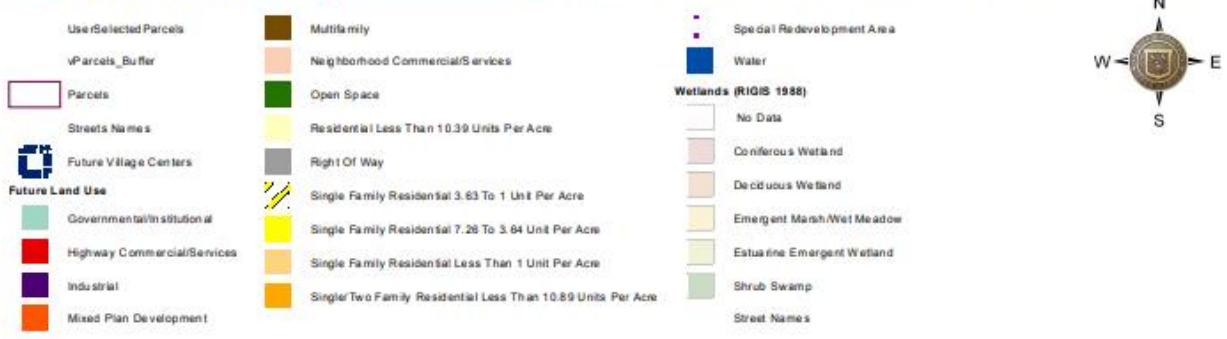 UserSelectedParcels
vParcels_Buffer
Parcels
Streets Names
Future Village Centers
Future Land Use
Governmental/Institutional
Highway Commercial/Services
Industrial
Mixed Plan Development
Multifamily
Neighborhood Commercial/Services
Open Space
Residential Less Than 10.39 Units Per Acre
Right Of Way
Single Family Residential 3.63 To 1 Unit Per Acre
Single Family Residential 7.26 To 3.64 Unit Per Acre
Single Family Residential Less Than 1 Unit Per Acre
Single/Two Family Residential Less Than 10.89 Units Per Acre
Special Redevelopment Area
Water
Wetlands (RIGIS 1988)
No Data
Coniferous Wetland
Deciduous Wetland
Emergent Marsh/Wet Meadow
Estuarine Emergent Wetland
Shrub Swamp
Street Names
N
W E
S